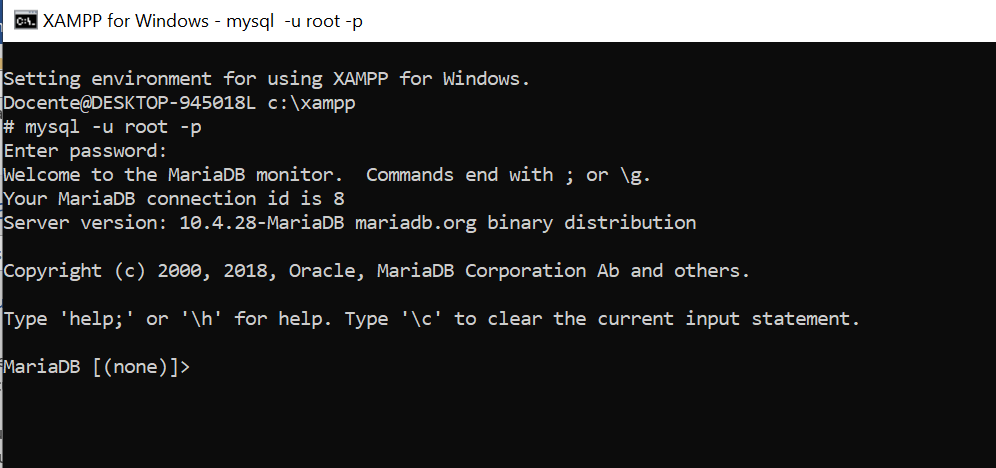 XAMPP for Windows - mysql  -u root -p
Setting environment for using XAMPP for Windows.
Docente@DESKTOP-945018L c:\xampp
# mysql -u root -p
Enter password:
Welcome to the MariaDB monitor.  Commands end with ; or \g.
Your MariaDB connection id is 8
Server version: 10.4.28-MariaDB mariadb.org binary distribution
Copyright (c) 2000, 2018, Oracle, MariaDB Corporation Ab and others.
Type 'help;' or '\h' for help. Type '\c' to clear the current input statement.
MariaDB [(none)]>